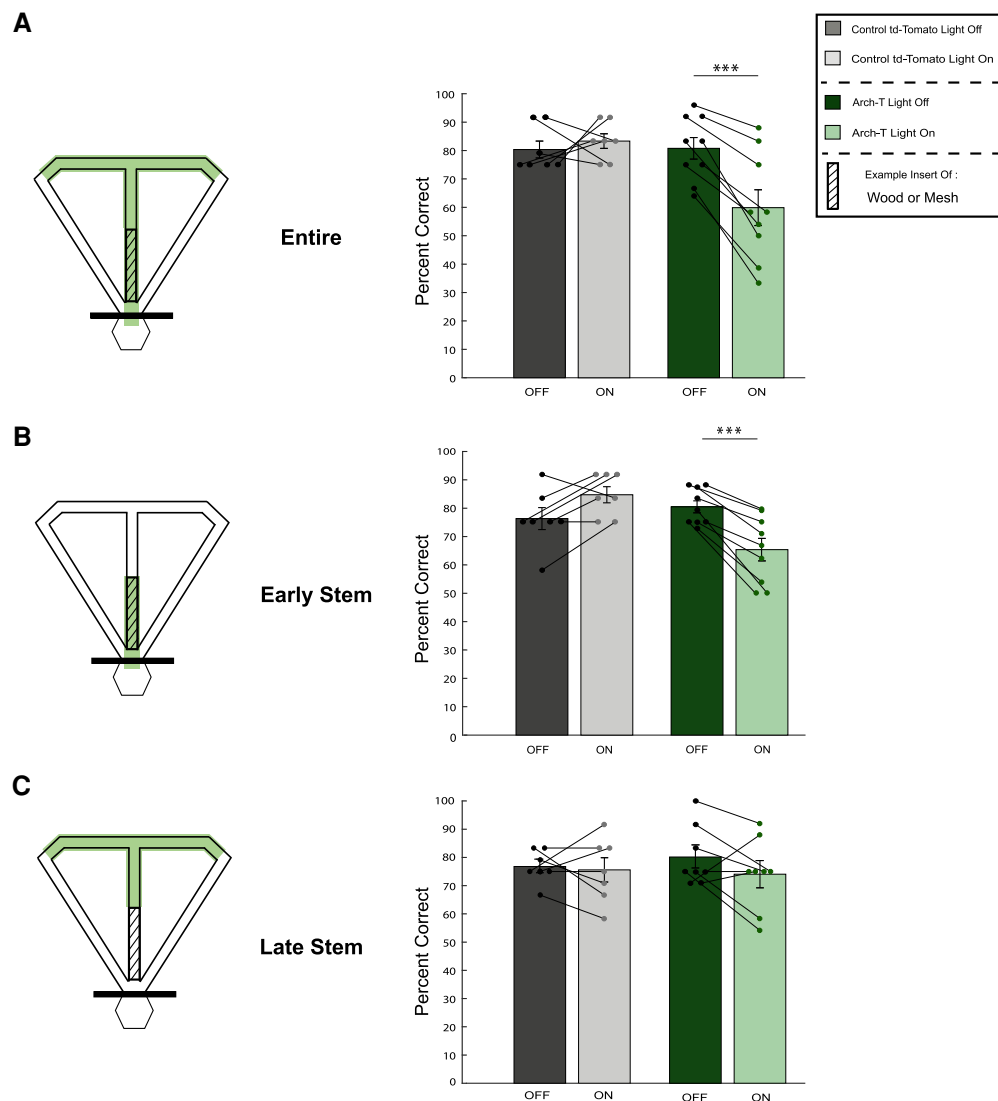 A
Control td-Tomato Light Off
Control td-Tomato Light On
Arch-T Light Off
Arch-T Light On
Example Insert Of :
Wood or Mesh
Entire
Percent Correct
100
90
80
70
60
50
40
30
20
10
0
***
OFF
ON
OFF
ON
B
Early Stem
Percent Correct
100
90
80
70
60
50
40
30
20
10
0
***
OFF
ON
OFF
ON
C
Late Stem
Percent Correct
100
90
80
70
60
50
40
30
20
10
0
OFF
ON
OFF
ON